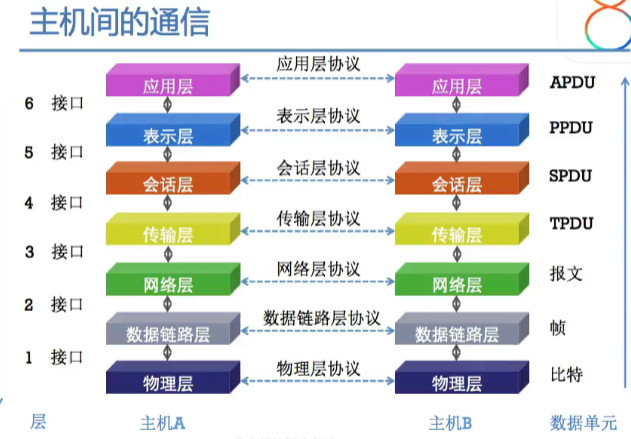 主机间的通信
应用层 应用层协议 应用层 APDU
6 接口
表示层 表示层协议 表示层 PPDU
5 接口
会话层 会话层协议 会话层 SPDU
4 接口
传输层 传输层协议 传输层 TPDU
3 接口
网络层 网络层协议 网络层 报文
2 接口
数据链路层 数据链路层协议 数据链路层 帧
1 接口
物理层 物理层协议 物理层 比特
层 主机A 主机B 数据单元